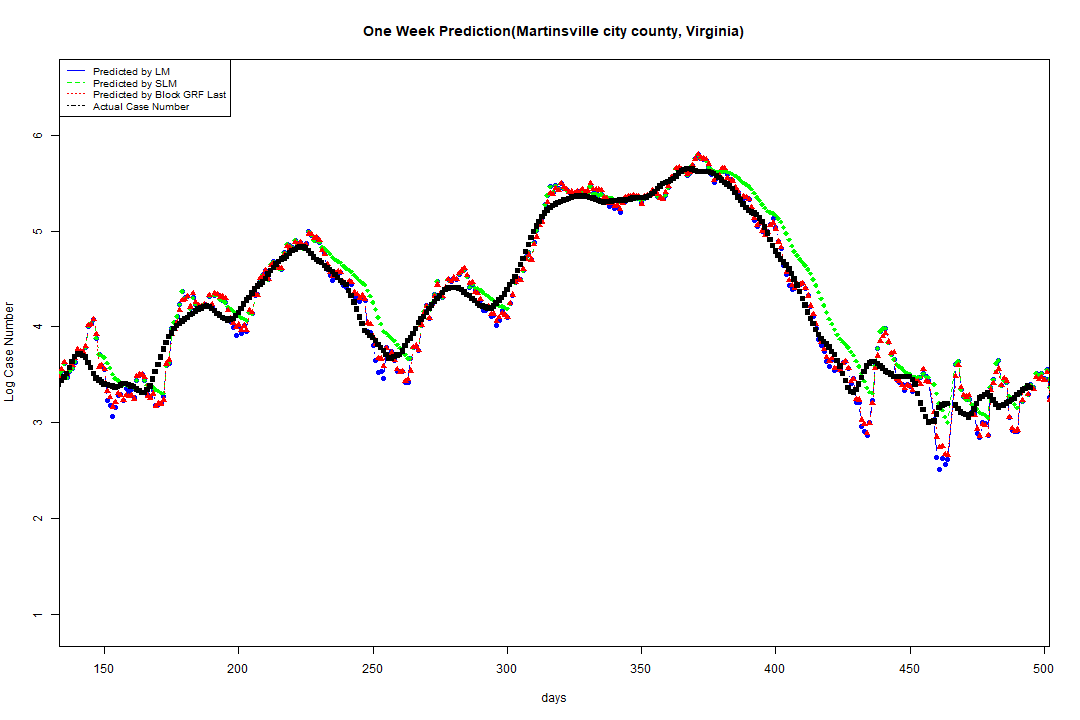 One Week Prediction(Martinsville city county, Virginia)
Predicted by LM
Predicted by SLM
Predicted by Block GRF Last
Actual Case Number
6
5
4
3
2
1
Log Case Number
150 200 250 300 350 400 450 500
days